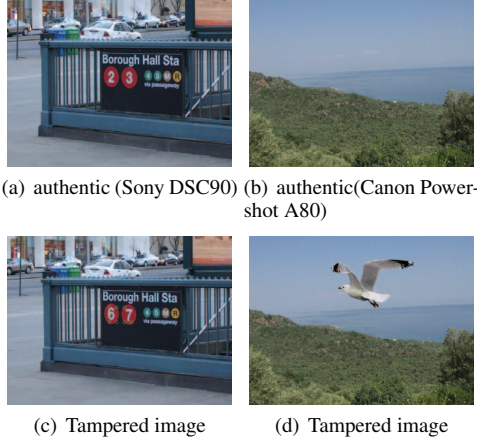 Borough Hall Sta
2 3 4 5 M R
via passageway
(a) authentic (Sony DSC90)
(b) authentic(Canon Power-
shot A80)
Borough Hall Sta
6 7 4 5 M R
via passageway
(c) Tampered image
(d) Tampered image